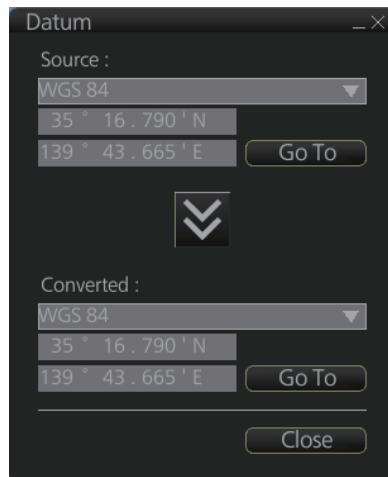 Datum
Source :
WGS 84
35 ° 16 . 790 ' N
139 ° 43 . 665 ' E Go To
Converted :
WGS 84
35 ° 16 . 790 ' N
139 ° 43 . 665 ' E Go To
Close